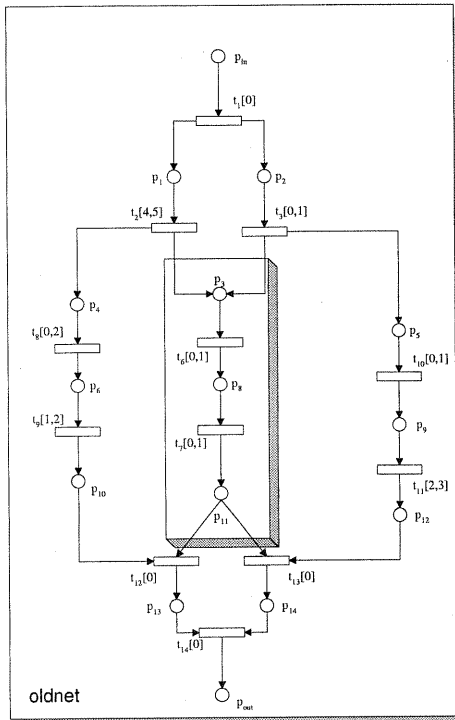 p_in
t_1[0]
p_1
p_2
t_2[4,5]
t_3[0,1]
p_3
p_4
p_5
t_8[0,2]
t_6[0,1]
t_10[0,1]
p_6
p_8
p_9
t_9[1,2]
t_7[0,1]
t_11[2,3]
p_10
p_11
p_12
t_12[0]
t_13[0]
p_13
p_14
t_14[0]
p_out
oldnet